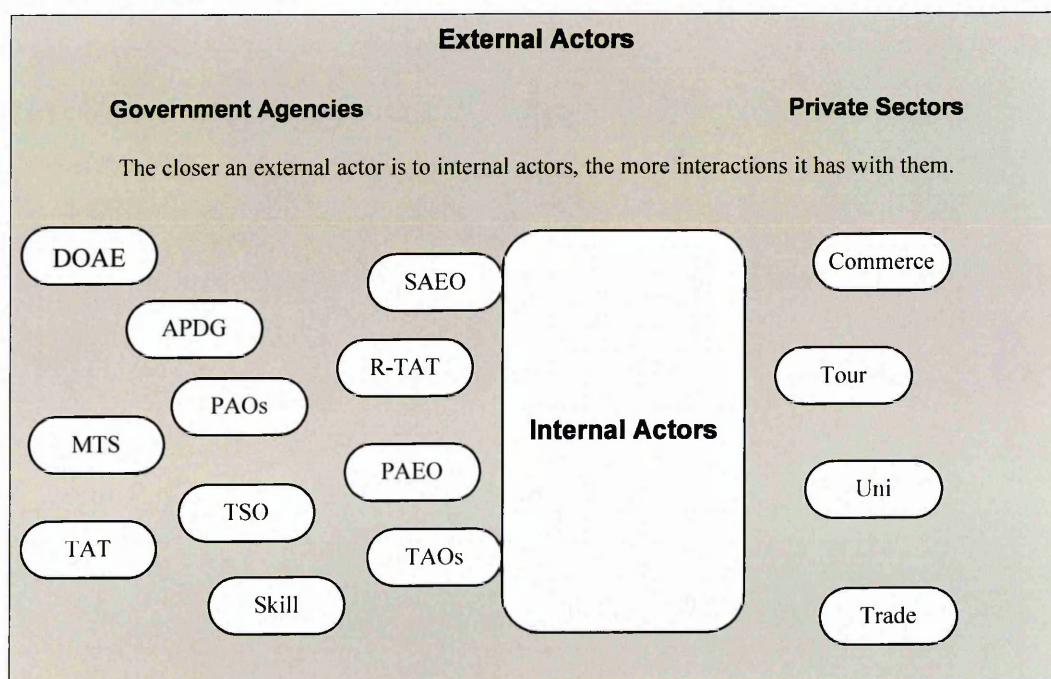 External Actors
Government Agencies
Private Sectors
The closer an external actor is to internal actors, the more interactions it has with them.
DOAE
APDG
PAOs
MTS
TSO
TAT
Skill
SAEO
R-TAT
PAEO
TAOs
Internal Actors
Commerce
Tour
Uni
Trade